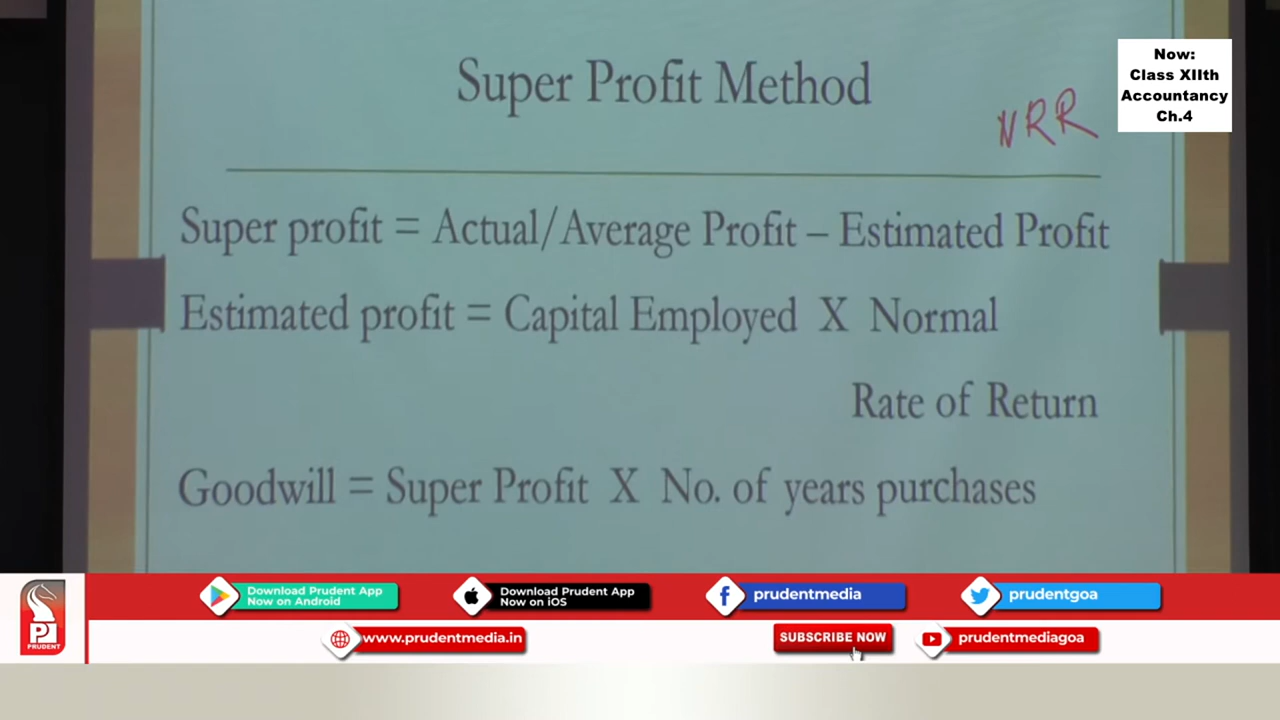 Super Profit Method
NRR
Now:
Class XIIth
Accountancy
Ch.4
Super profit = Actual/Average Profit – Estimated Profit
Estimated profit = Capital Employed X Normal
Rate of Return
Goodwill = Super Profit X No. of years purchases
Download Prudent App
Now on Android
Download Prudent App
Now on iOS
prudentmedia
prudentgoa
PRUDENT
www.prudentmedia.in
SUBSCRIBE NOW
prudentmediagoa